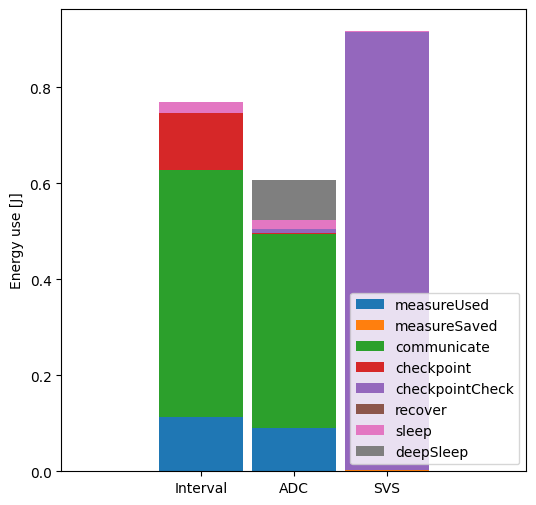 Energy use [J]
0.8
0.6
0.4
0.2
0.0
measureUsed
measureSaved
communicate
checkpoint
checkpointCheck
recover
sleep
deepSleep
Interval ADC SVS